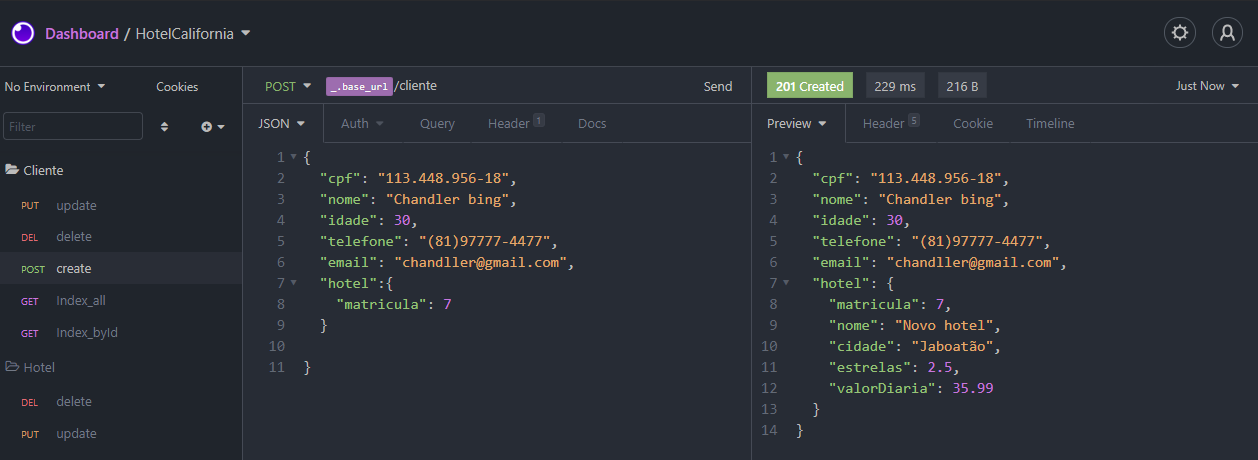 Dashboard / HotelCalifornia
No Environment
Cookies
Filter
Cliente
PUT update
DEL delete
POST create
GET Index_all
GET Index_byId
Hotel
DEL delete
PUT update
POST _.base_url/cliente Send
JSON Auth Query Header 1 Docs
1 {
2 "cpf": "113.448.956-18",
3 "nome": "Chandler bing",
4 "idade": 30,
5 "telefone": "(81)97777-4477",
6 "email": "chandller@gmail.com",
7 "hotel":{
8 "matricula": 7
9 }
10
11 }
201 Created 229 ms 216 B Just Now
Preview Header 5 Cookie Timeline
1 {
2 "cpf": "113.448.956-18",
3 "nome": "Chandler bing",
4 "idade": 30,
5 "telefone": "(81)97777-4477",
6 "email": "chandller@gmail.com",
7 "hotel": {
8 "matricula": 7,
9 "nome": "Novo hotel",
10 "cidade": "Jaboatão",
11 "estrelas": 2.5,
12 "valorDiaria": 35.99
13 }
14 }